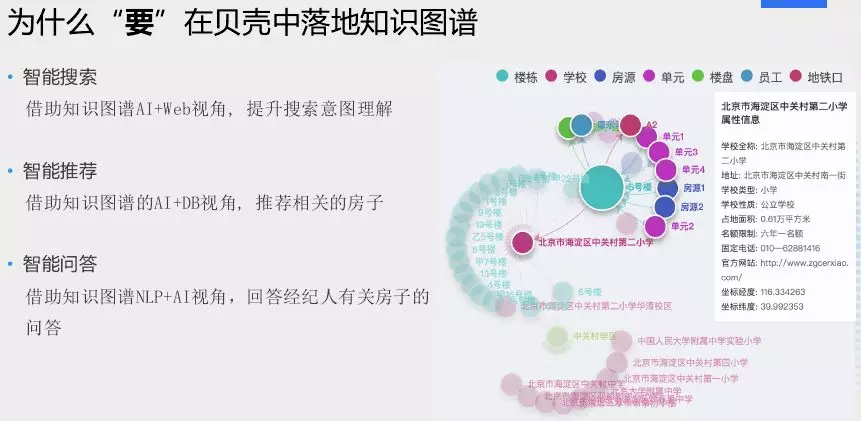 为什么“要”在贝壳中落地知识图谱
• 智能搜索
借助知识图谱AI+Web视角，提升搜索意图理解
• 智能推荐
借助知识图谱的AI+DB视角，推荐相关的房子
• 智能问答
借助知识图谱NLP+AI视角，回答经纪人有关房子的
问答
楼栋 学校 房源 单元 楼盘 员工 地铁口
A2
单元1
单元3
单元4
6号楼
房源1
房源2
单元2
1号楼
9号楼
19号楼
乙5号楼
6号楼
甲7号楼
15号楼
4号楼
北京市海淀区中关村第二小学
6号楼
北京市海淀区中关村第二小学华清校区
中关村学区
中国人民大学附属中学实验小学
北京市海淀区中关村第四小学
北京市海淀区中关村第一小学
北京市海淀区中关村中学
北京大学附属中学
北京市海淀区中关村第二小学
属性信息
学校全称: 北京市海淀区中关村第
二小学
地址: 北京市海淀区中关村南一街
学校类型: 小学
学校性质: 公立学校
占地面积: 0.61万平方米
名额限制: 六年一名额
固定电话: 010—62881416
官方网站: http://www.zgcerxiao.
com/
坐标经度: 116.334263
坐标纬度: 39.992353